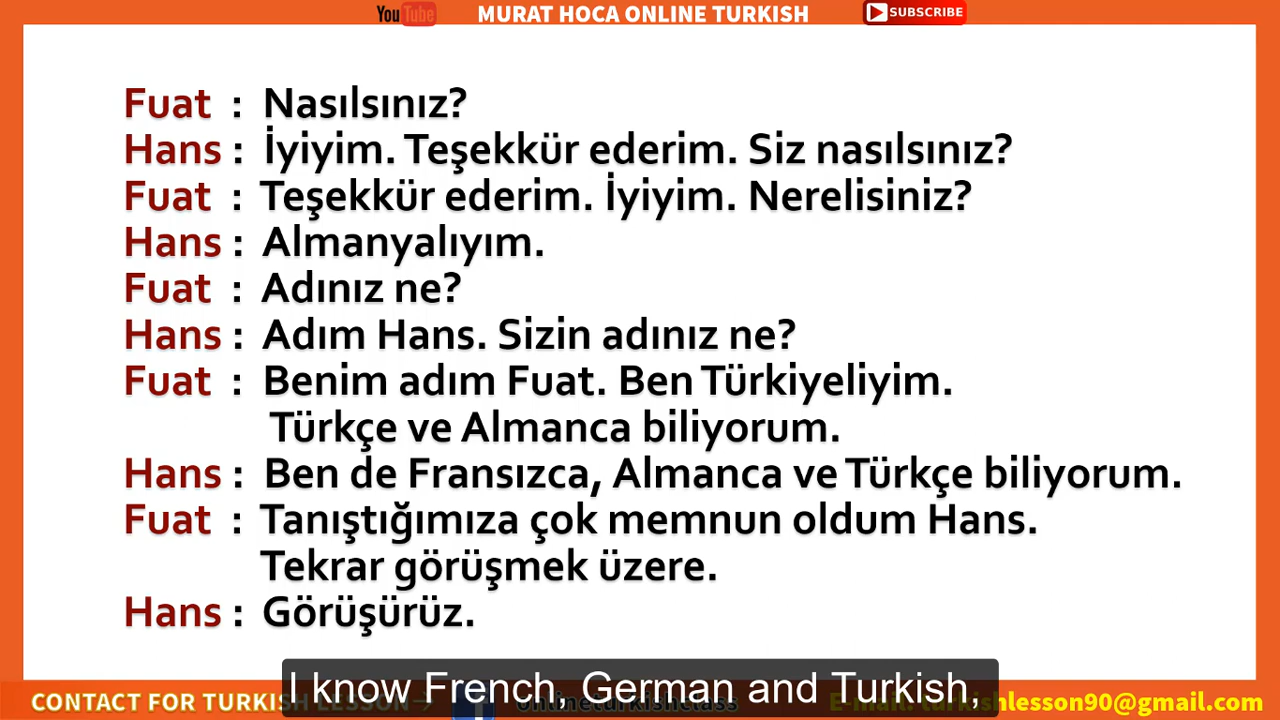 YouTube MURAT HOCA ONLINE TURKISH SUBSCRIBE
Fuat : Nasılsınız?
Hans : İyiyim. Teşekkür ederim. Siz nasılsınız?
Fuat : Teşekkür ederim. İyiyim. Nerelisiniz?
Hans : Almanyalıyım.
Fuat : Adınız ne?
Hans : Adım Hans. Sizin adınız ne?
Fuat : Benim adım Fuat. Ben Türkiyeliyim.
Türkçe ve Almanca biliyorum.
Hans : Ben de Fransızca, Almanca ve Türkçe biliyorum.
Fuat : Tanıştığımıza çok memnun oldum Hans.
Tekrar görüşmek üzere.
Hans : Görüşürüz.
I know French, German and Turkish,
CONTACT FOR TURKISH LESSON onlineturkishclass shlesson90@gmail.com